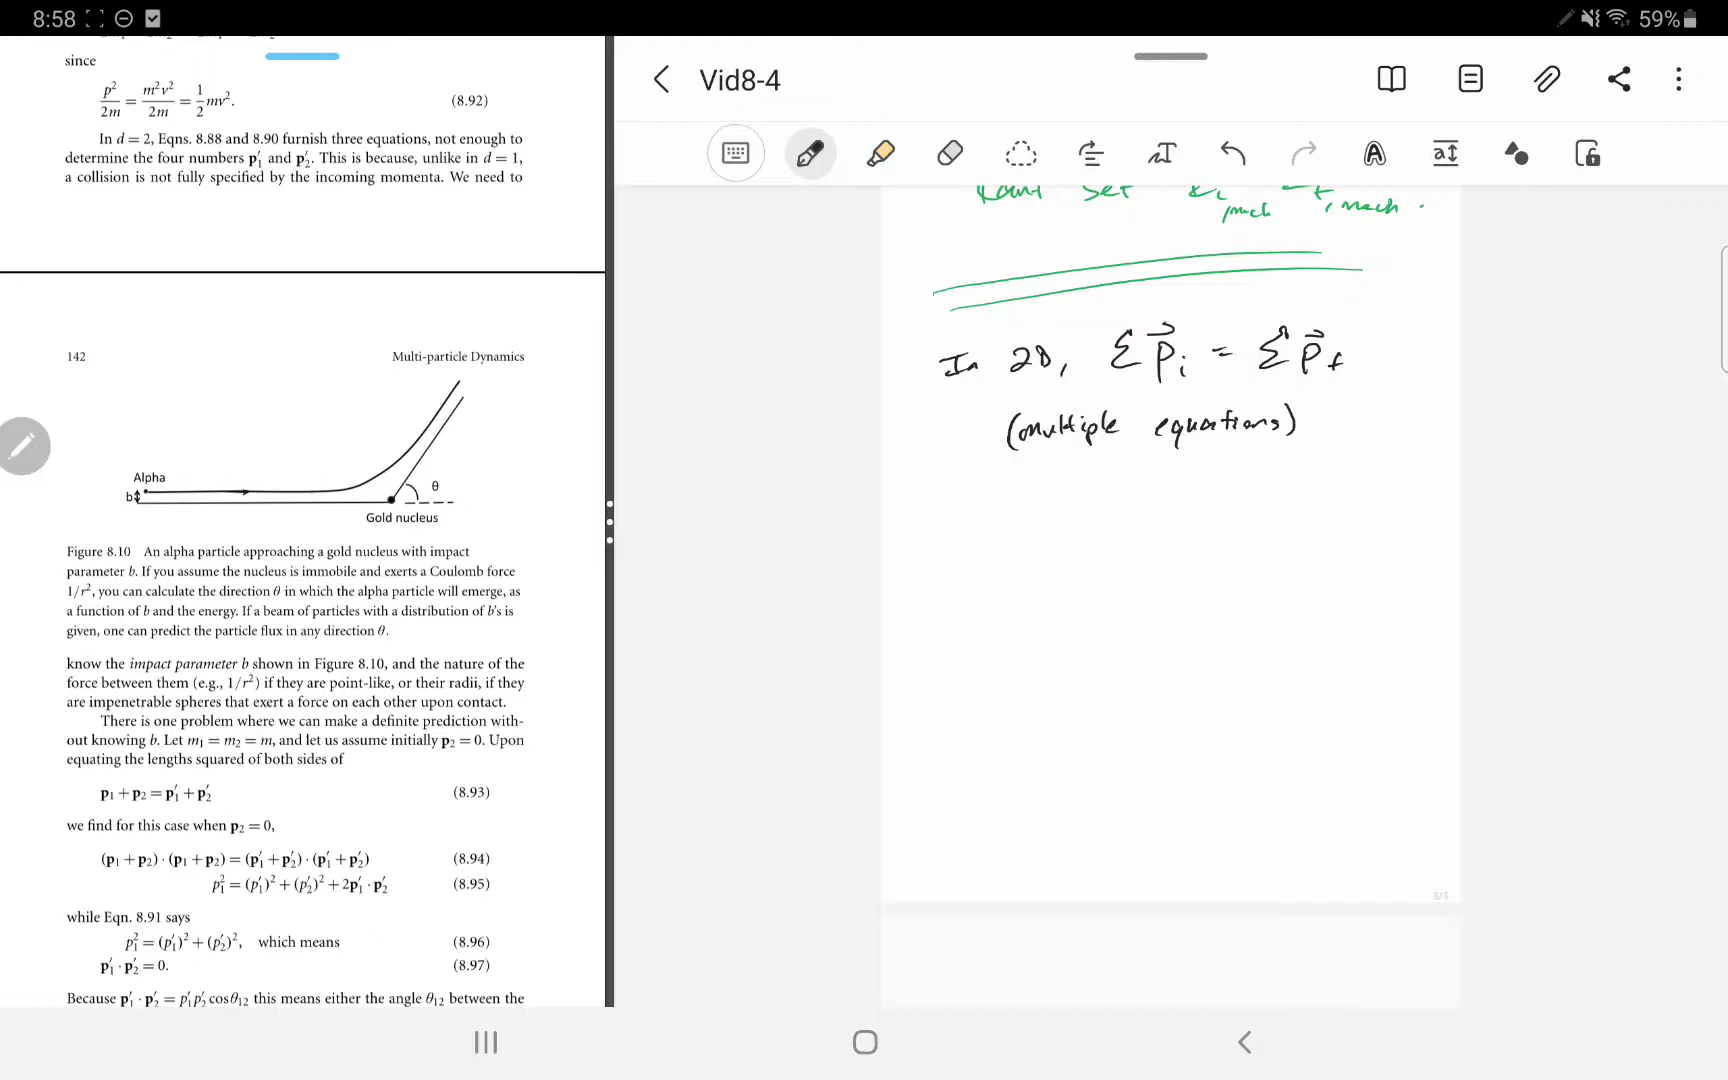 8:58
59%
since
p²/2m = m²v²/2m = 1/2 mv². (8.92)
In d = 2, Eqns. 8.88 and 8.90 furnish three equations, not enough to
determine the four numbers p′₁ and p′₂. This is because, unlike in d = 1,
a collision is not fully specified by the incoming momenta. We need to
142 Multi-particle Dynamics
Alpha
b
θ
Gold nucleus
Figure 8.10 An alpha particle approaching a gold nucleus with impact
parameter b. If you assume the nucleus is immobile and exerts a Coulomb force
1/r², you can calculate the direction θ in which the alpha particle will emerge, as
a function of b and the energy. If a beam of particles with a distribution of b's is
given, one can predict the particle flux in any direction θ.
know the impact parameter b shown in Figure 8.10, and the nature of the
force between them (e.g., 1/r²) if they are point-like, or their radii, if they
are impenetrable spheres that exert a force on each other upon contact.
There is one problem where we can make a definite prediction with-
out knowing b. Let m₁ = m₂ = m, and let us assume initially p₂ = 0. Upon
equating the lengths squared of both sides of
p₁ + p₂ = p′₁ + p′₂ (8.93)
we find for this case when p₂ = 0,
(p₁ + p₂) · (p₁ + p₂) = (p′₁ + p′₂) · (p′₁ + p′₂) (8.94)
p₁² = (p′₁)² + (p′₂)² + 2p′₁ · p′₂ (8.95)
while Eqn. 8.91 says
p₁² = (p′₁)² + (p′₂)², which means (8.96)
p′₁ · p′₂ = 0. (8.97)
Because p′₁ · p′₂ = p′₁p′₂ cosθ₁₂ this means either the angle θ₁₂ between the
Vid8-4
set
mech
f, mech.
In 2D, Σp⃗ᵢ = Σp⃗f
(multiple equations)